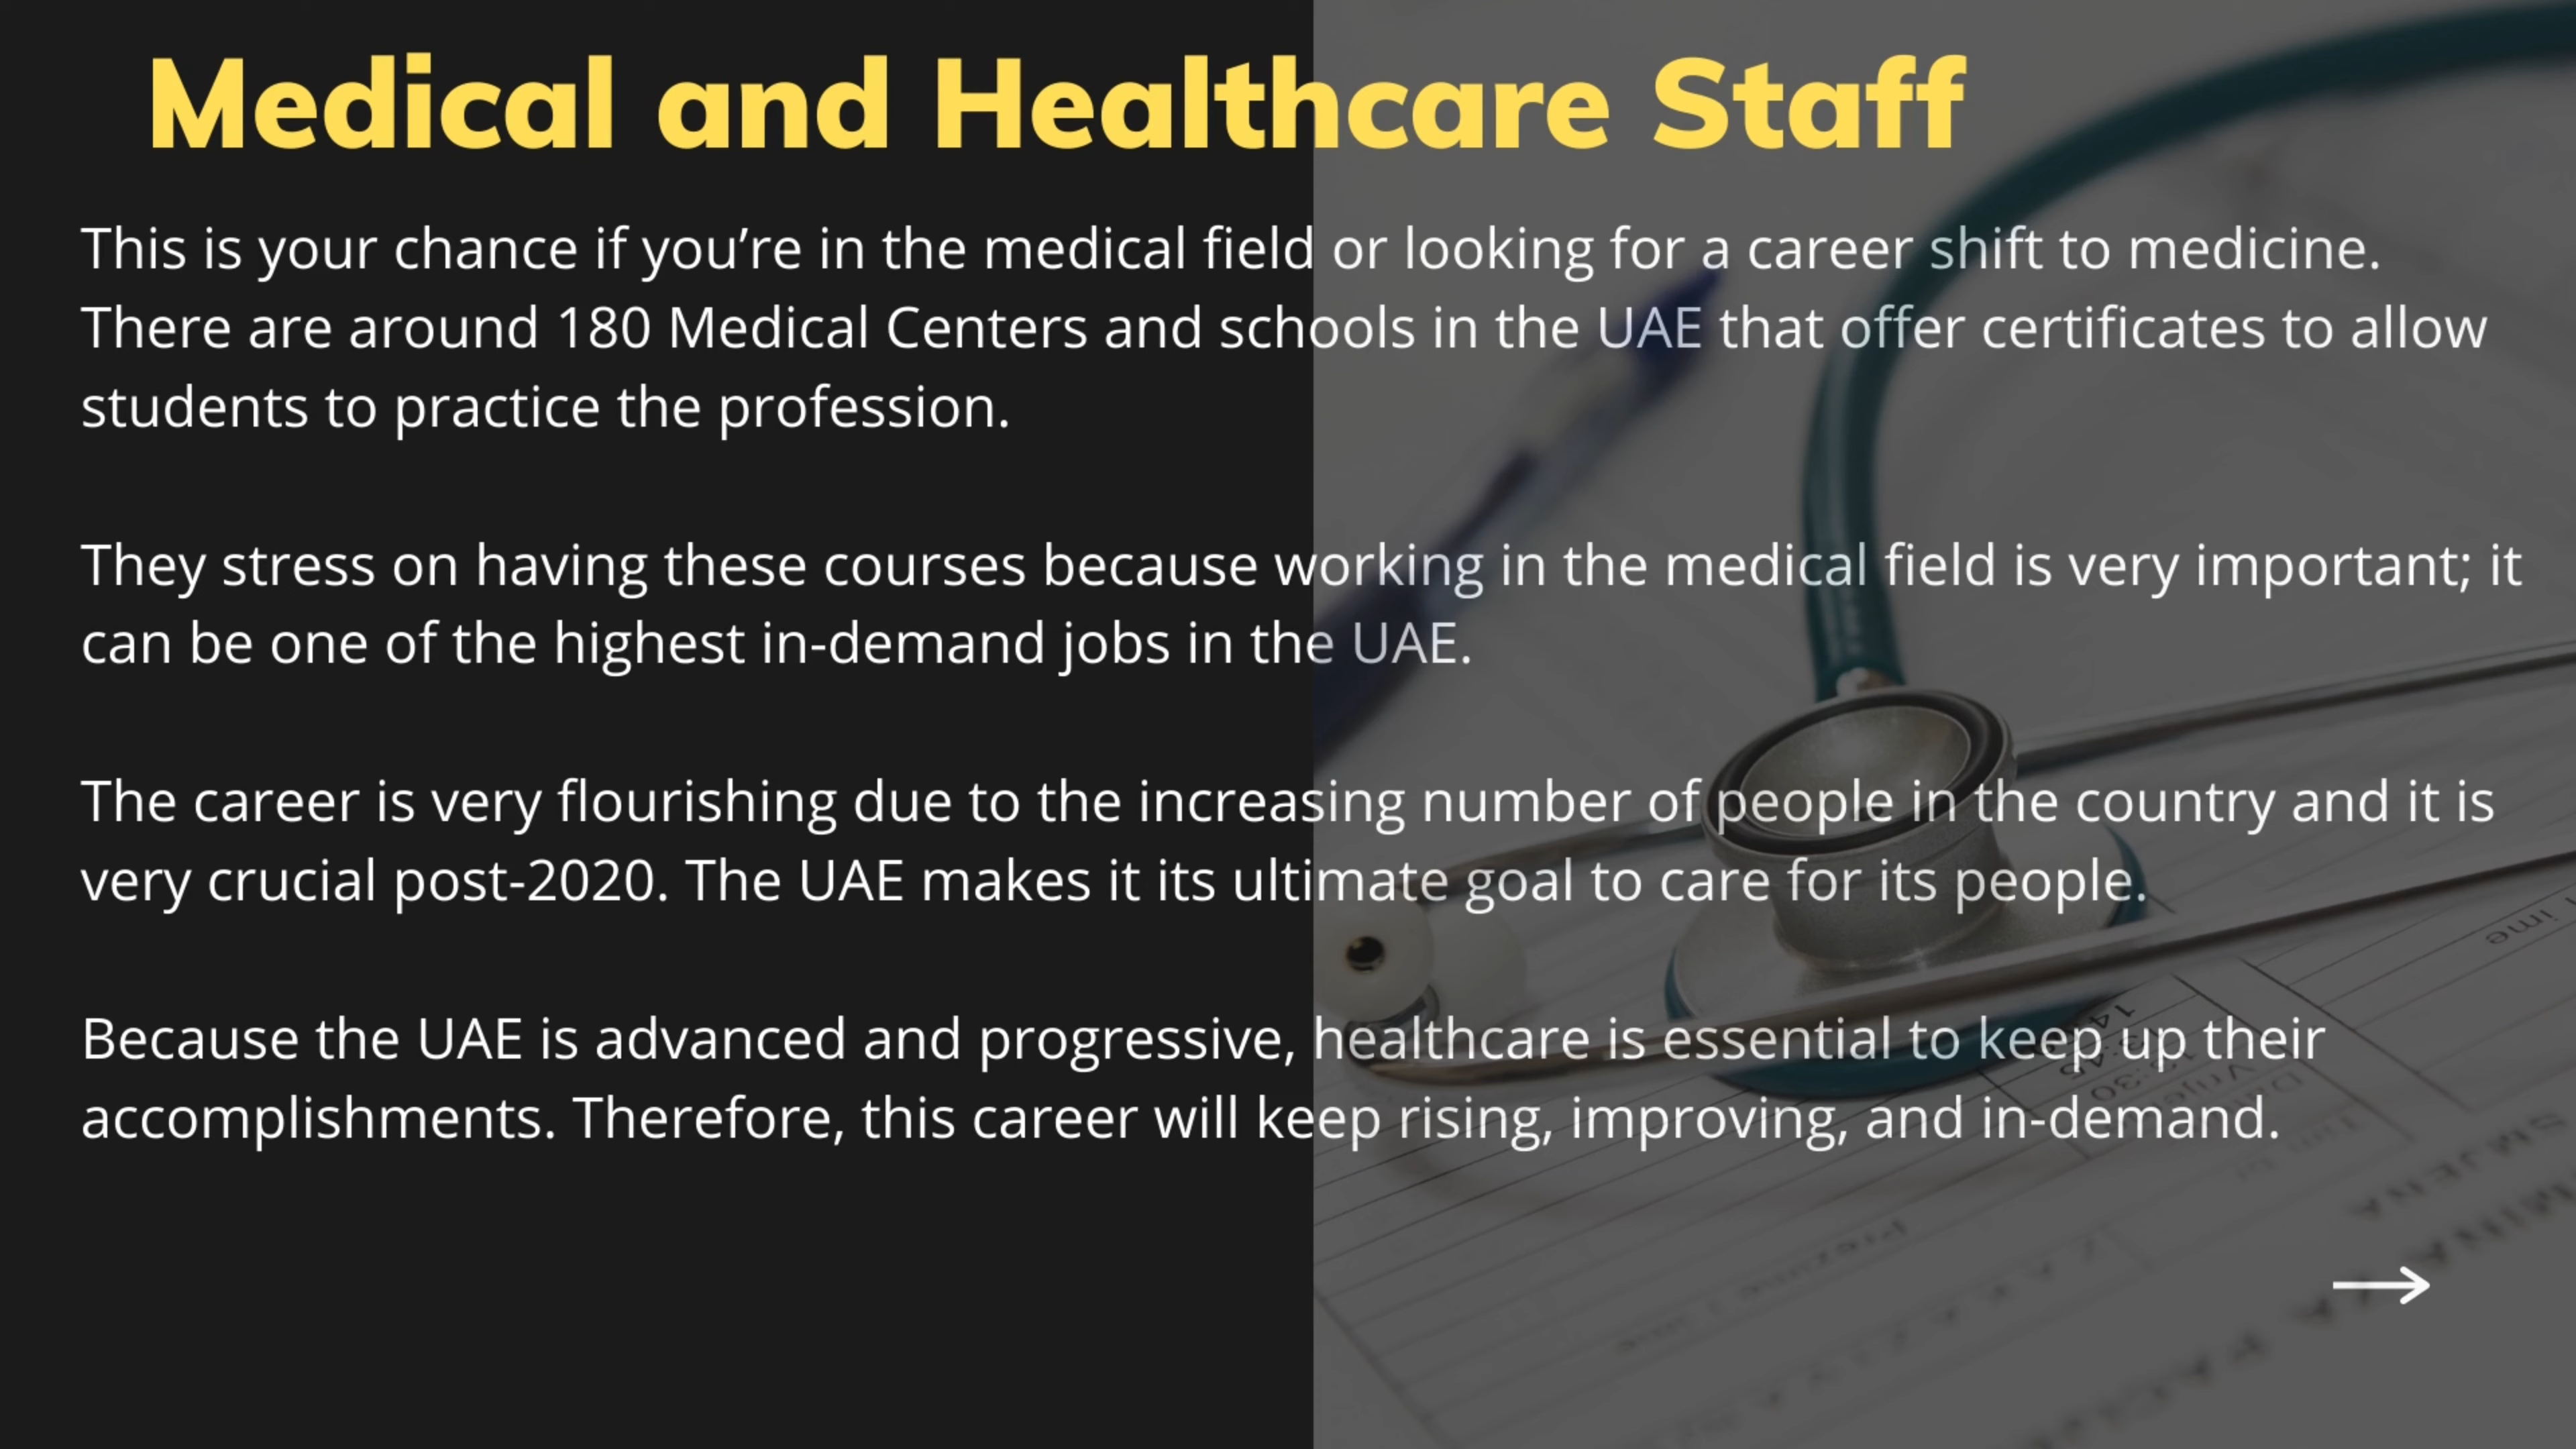 Medical and Healthcare Staff
This is your chance if you’re in the medical field or looking for a career shift to medicine.
There are around 180 Medical Centers and schools in the UAE that offer certificates to allow
students to practice the profession.
They stress on having these courses because working in the medical field is very important; it
can be one of the highest in-demand jobs in the UAE.
The career is very flourishing due to the increasing number of people in the country and it is
very crucial post-2020. The UAE makes it its ultimate goal to care for its people.
Because the UAE is advanced and progressive, healthcare is essential to keep up their
accomplishments. Therefore, this career will keep rising, improving, and in-demand.